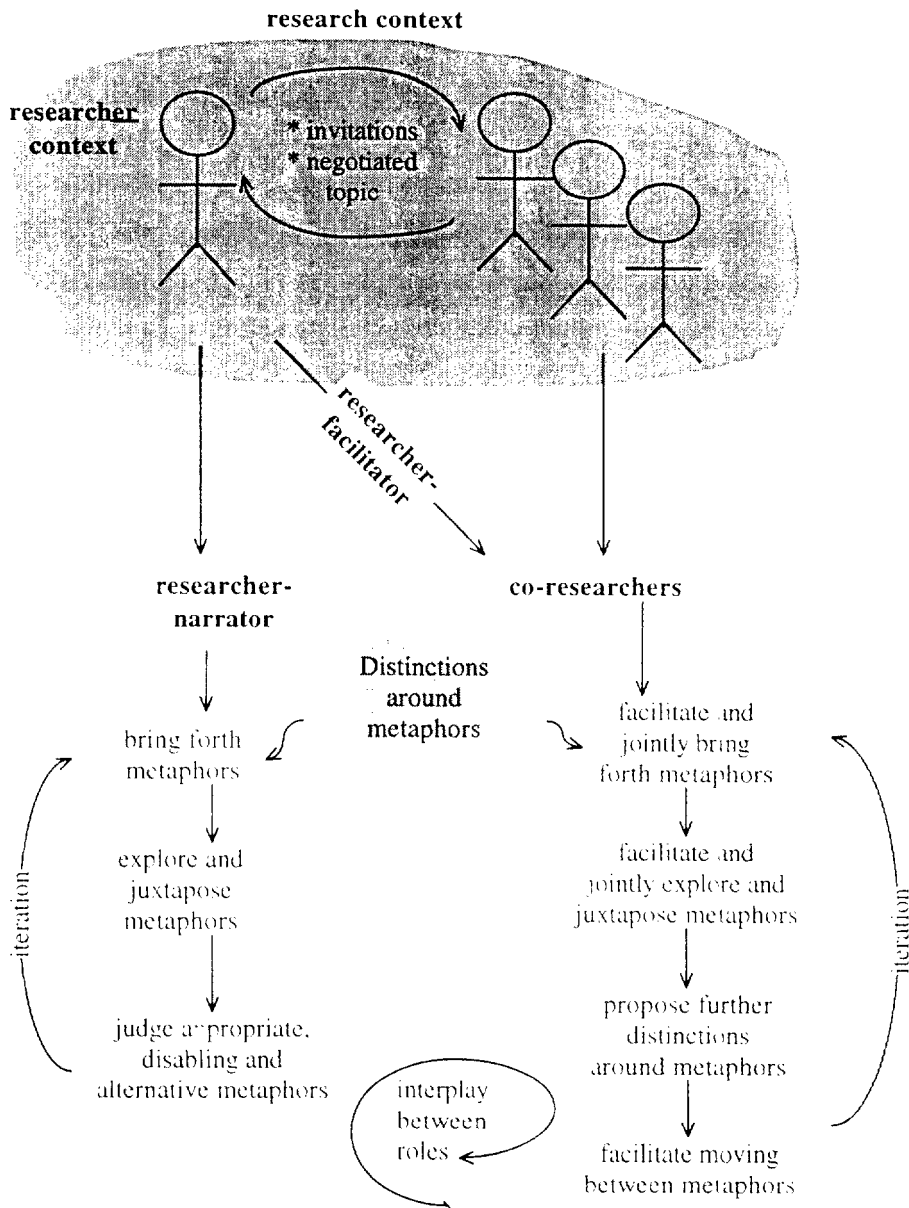 research context
researcher
context
* invitations
* negotiated
topic
researcher-
facilitator
researcher-
narrator
co-researchers
Distinctions
around
metaphors
bring forth
metaphors
facilitate and
jointly bring
forth metaphors
explore and
juxtapose
metaphors
facilitate and
jointly explore and
juxtapose metaphors
iteration
iteration
judge appropriate,
disabling and
alternative metaphors
propose further
distinctions
around metaphors
interplay
between
roles
facilitate moving
between metaphors